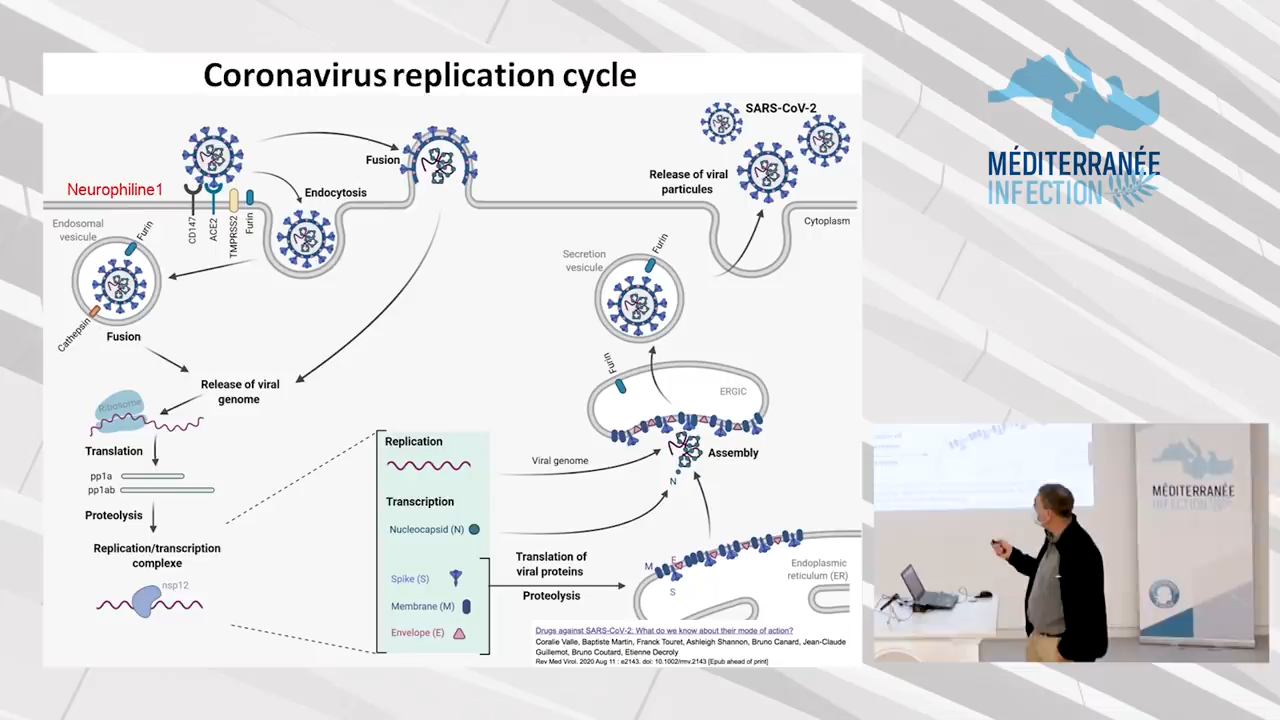 Coronavirus replication cycle
SARS-CoV-2
Fusion
Neurophiline1
Endocytosis
Release of viral
particules
CD147
ACE2
TMPRSS2
Furin
Cytoplasm
Endosomal
vesicule
Furin
Cathepsin
Fusion
Secretion
vesicule
Furin
Release of viral
genome
Furin
ERGIC
Ribosome
Translation
pp1a
pp1ab
Proteolysis
Replication/transcription
complexe
nsp12
Replication
Viral genome
Assembly
N
Transcription
Nucleocapsid (N)
Spike (S)
Membrane (M)
Envelope (E)
Translation of
viral proteins
Proteolysis
M
E
S
Endoplasmic
reticulum (ER)
Drugs against SARS-CoV-2: What do we know about their mode of action?
Coralie Valle, Baptiste Martin, Franck Touret, Ashleigh Shannon, Bruno Canard, Jean-Claude
Guillemot, Bruno Coutard, Etienne Decroly
Rev Med Virol. 2020 Aug 11 : e2143. doi: 10.1002/rmv.2143 [Epub ahead of print]
MÉDITERRANÉE
INFECTION
MÉDITERRANÉE
INFECTION